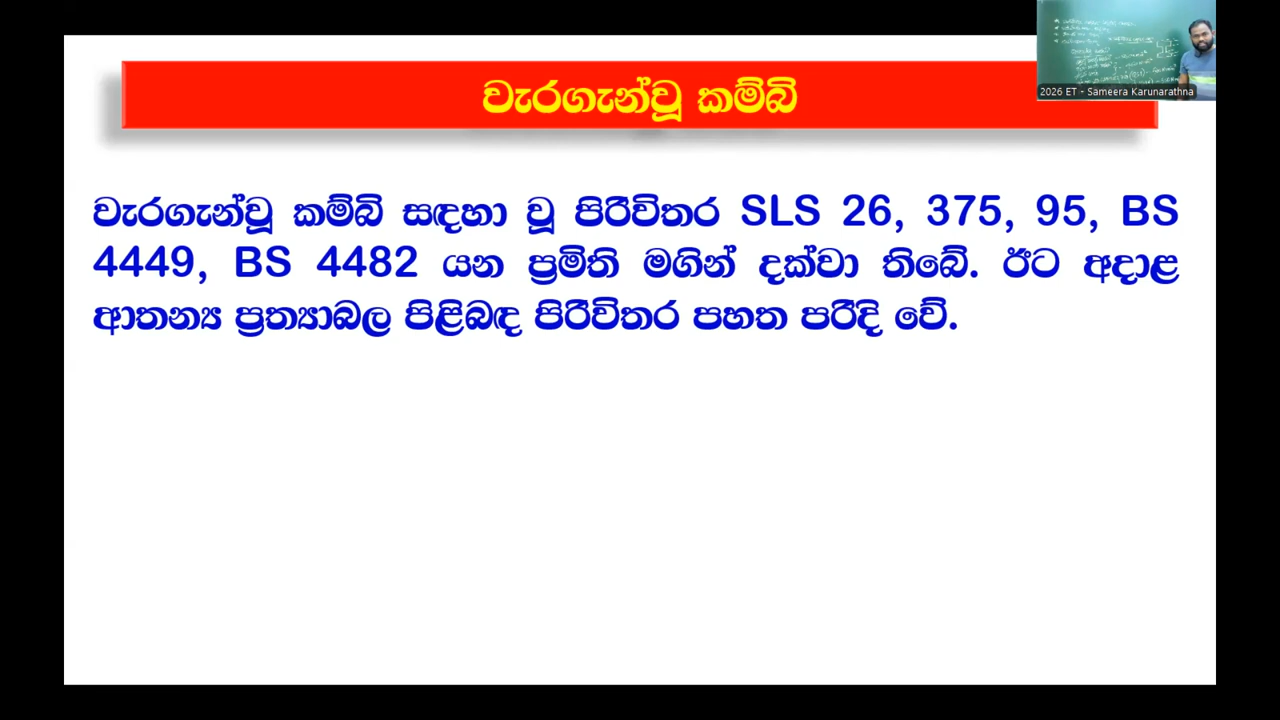 වැරගැන්වූ කම්බි
2026 ET - Sameera Karunarathna
වැරගැන්වූ කම්බි සඳහා වූ පිරිවිතර SLS 26, 375, 95, BS
4449, BS 4482 යන ප්‍රමිති මගින් දක්වා තිබේ. ඊට අදාළ
ආතන්‍ය ප්‍රත්‍යාබල පිළිබඳ පිරිවිතර පහත පරිදි වේ.